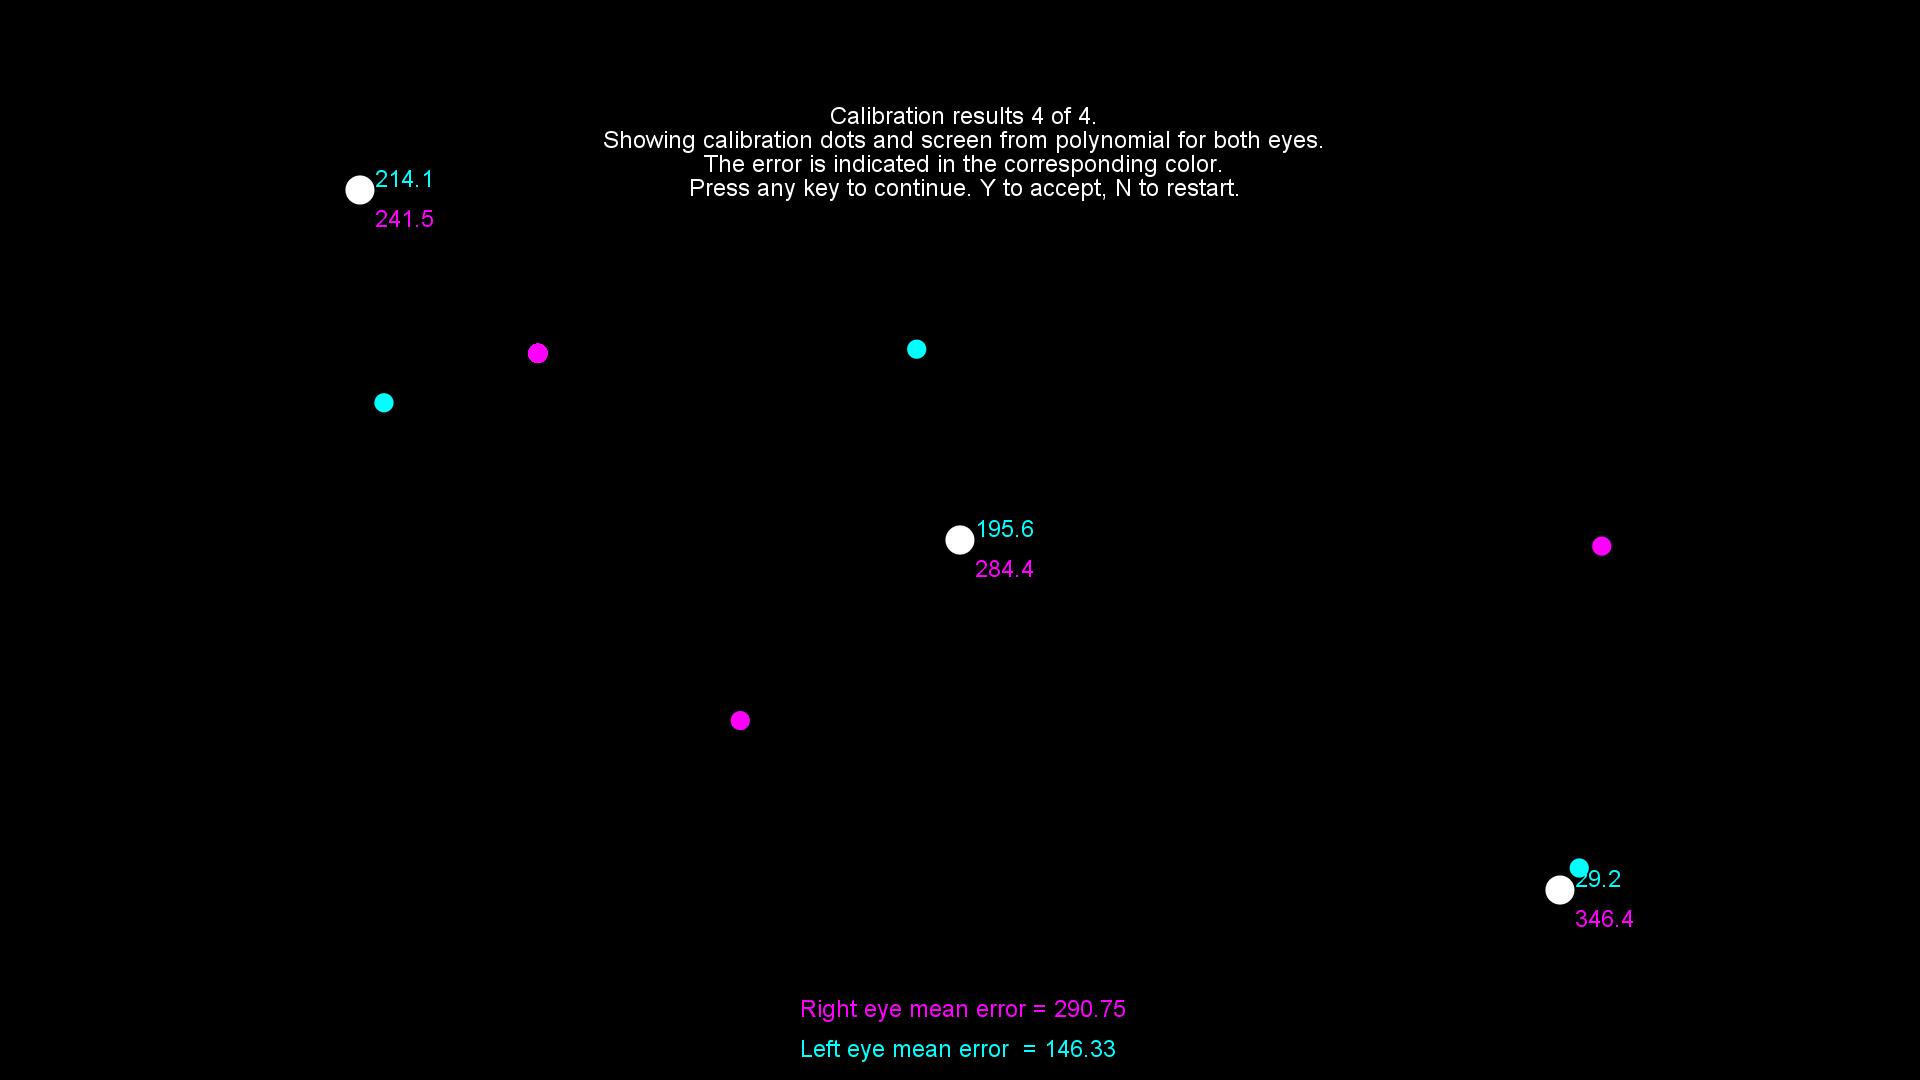 Calibration results 4 of 4.
Showing calibration dots and screen from polynomial for both eyes.
The error is indicated in the corresponding color.
Press any key to continue. Y to accept, N to restart.
214.1
241.5
195.6
284.4
29.2
346.4
Right eye mean error = 290.75
Left eye mean error  = 146.33